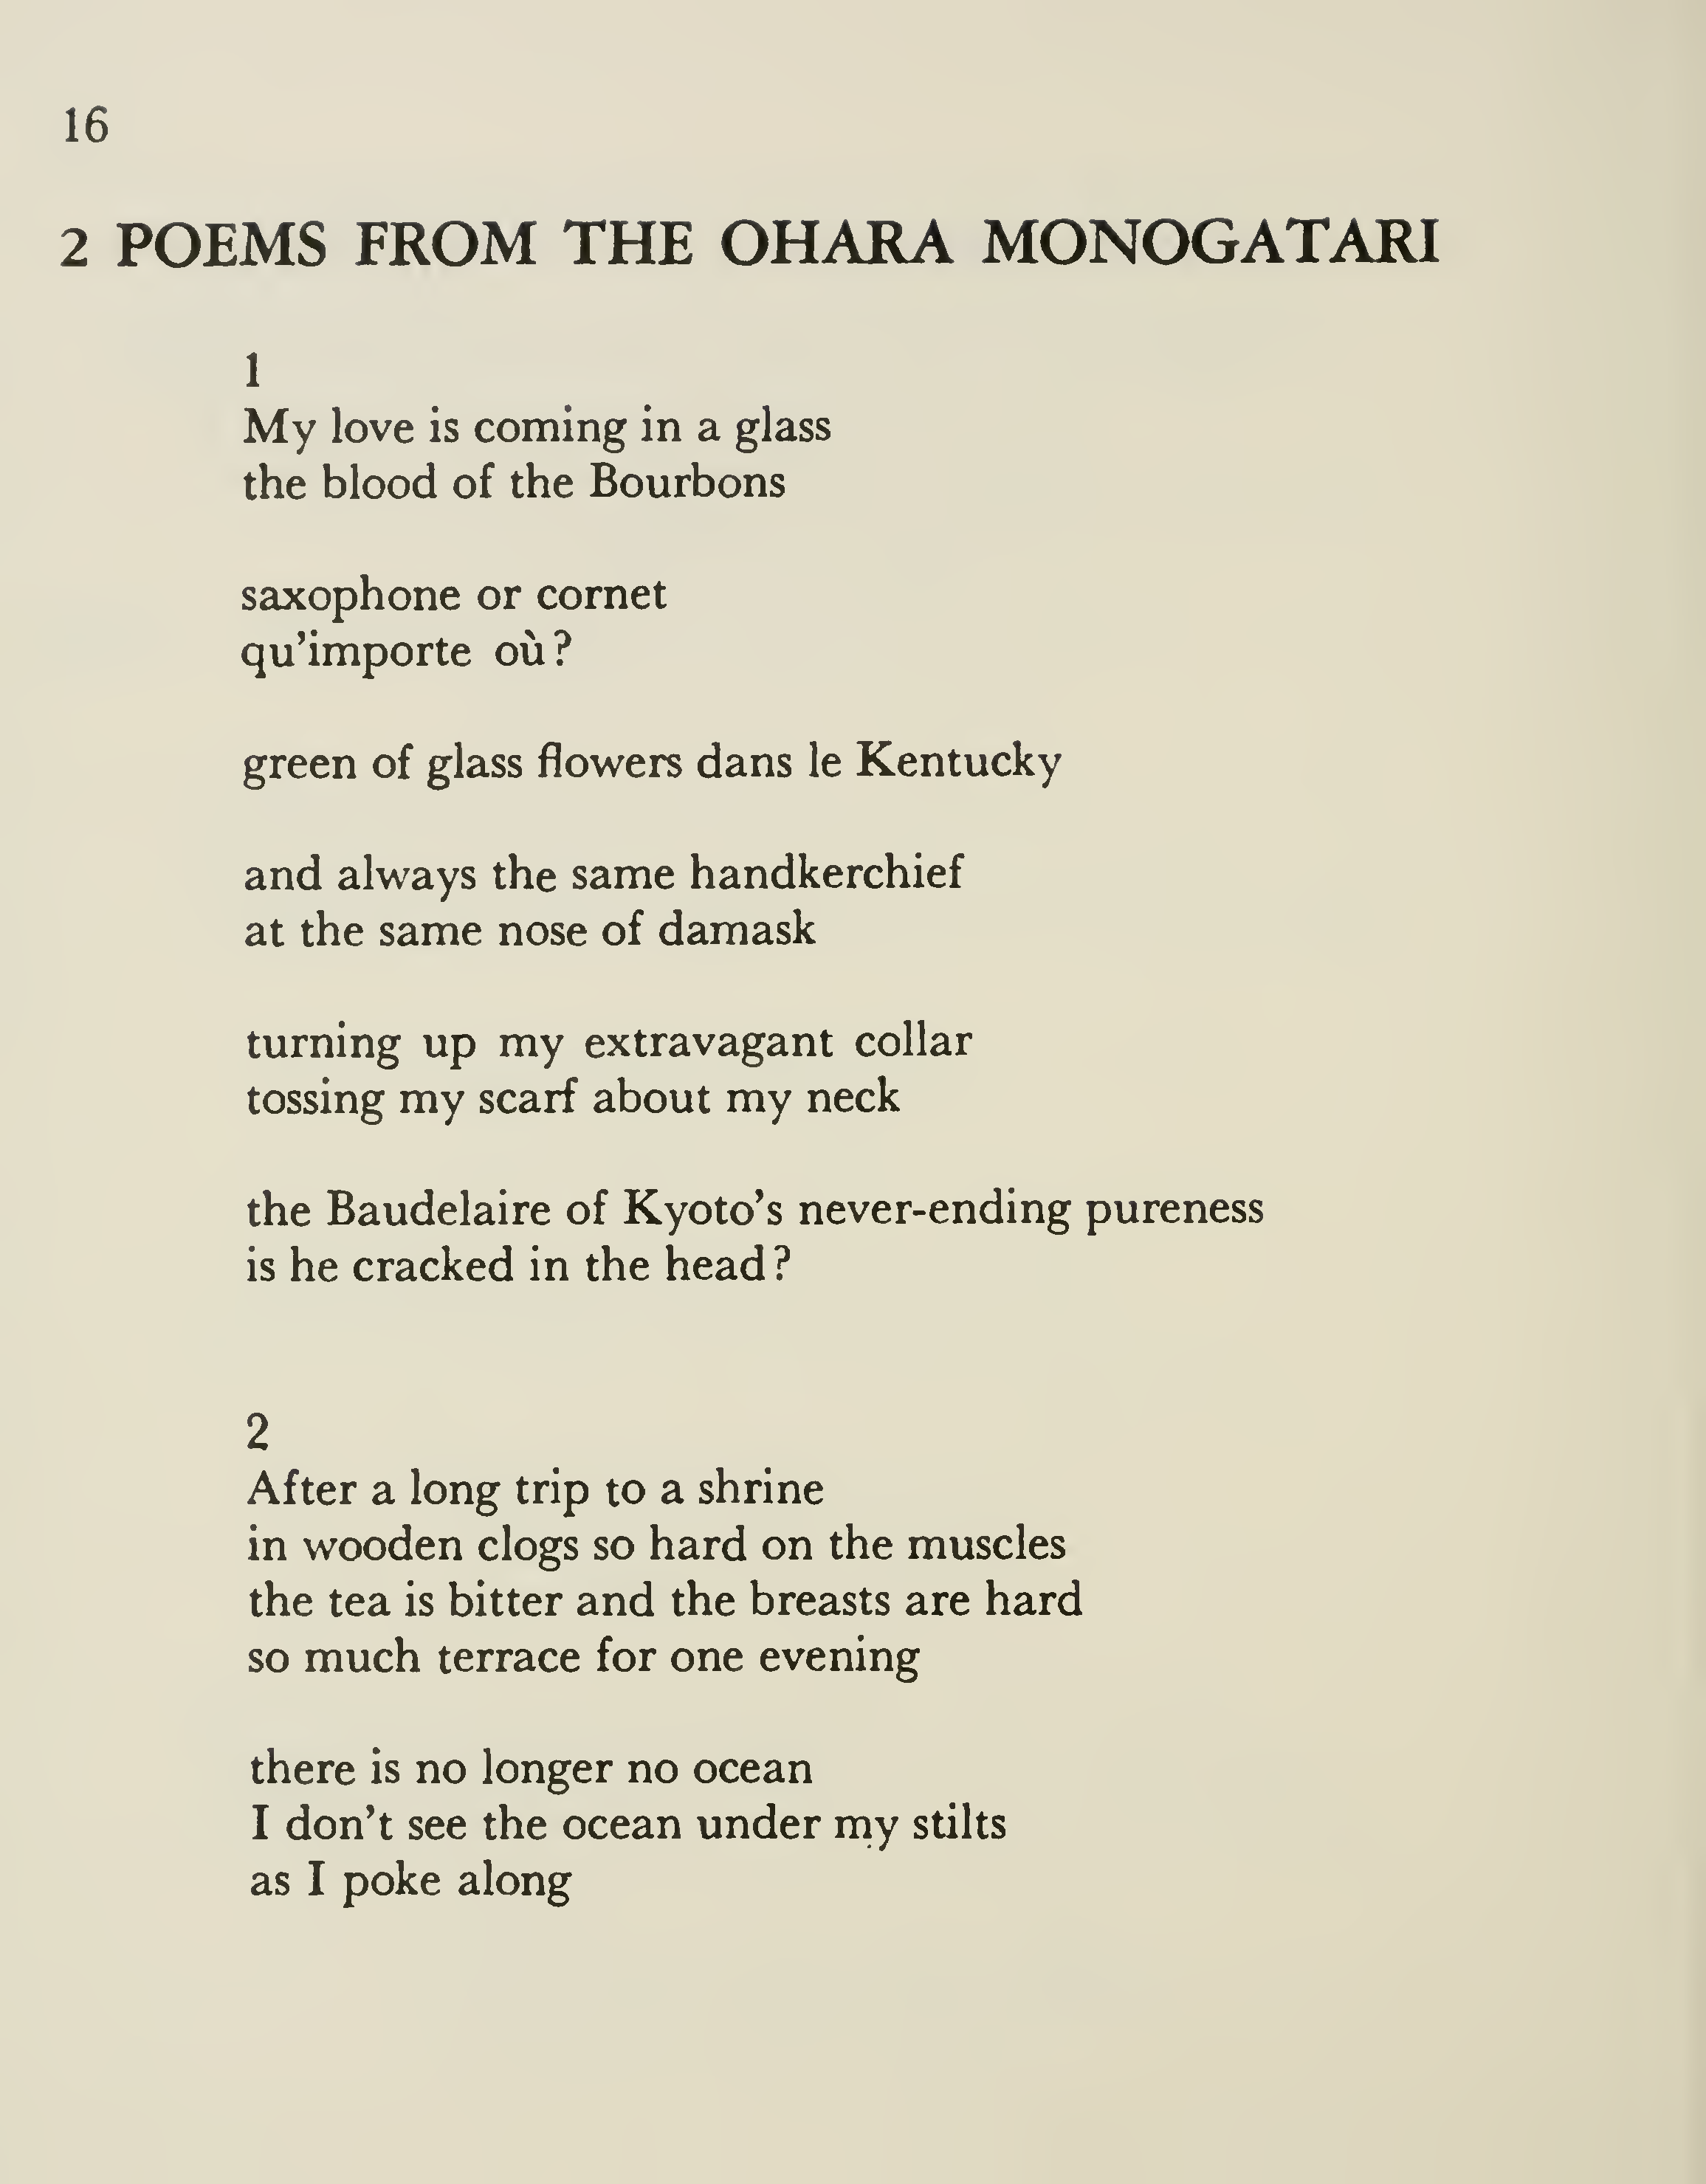 16
2 POEMS FROM THE OHARA MONOGATARI
1
My love is coming in a glass
the blood of the Bourbons
saxophone or cornet
qu'importe où?
green of glass flowers dans le Kentucky
and always the same handkerchief
at the same nose of damask
turning up my extravagant collar
tossing my scarf about my neck
the Baudelaire of Kyoto's never-ending pureness
is he cracked in the head?
2
After a long trip to a shrine
in wooden clogs so hard on the muscles
the tea is bitter and the breasts are hard
so much terrace for one evening
there is no longer no ocean
I don't see the ocean under my stilts
as I poke along